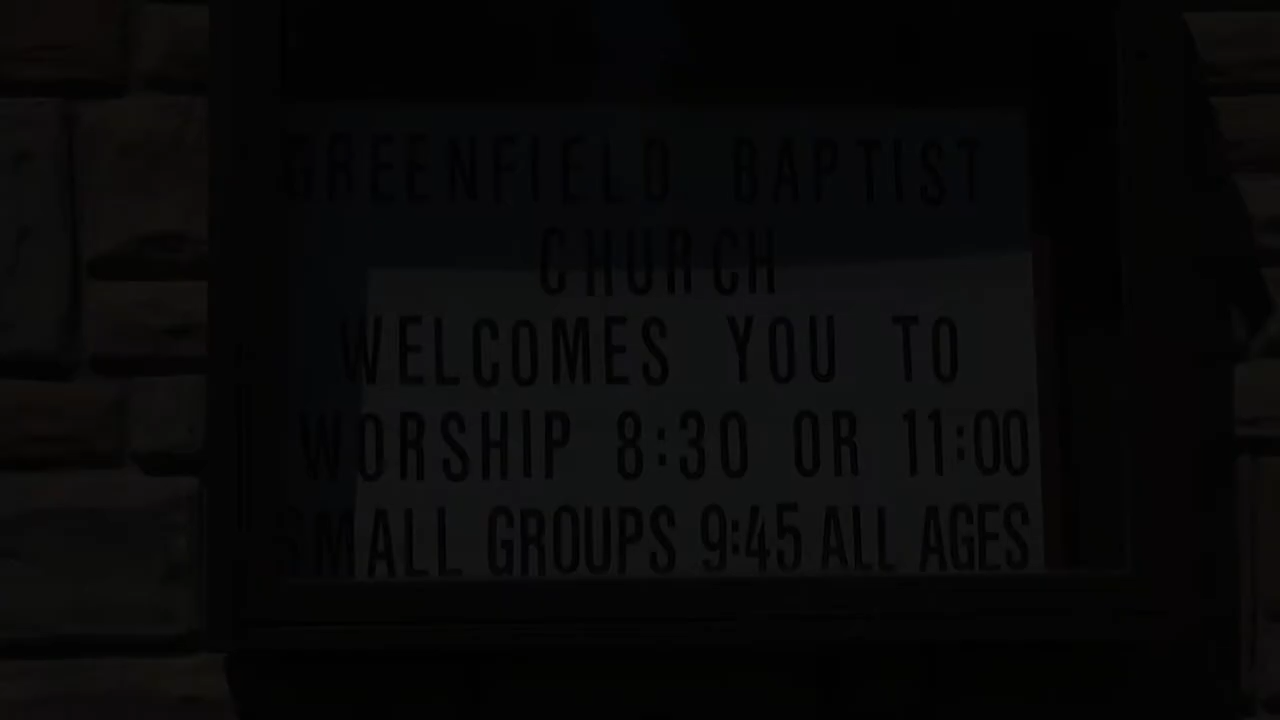 GREENFIELD BAPTIST
CHURCH
WELCOMES YOU TO
WORSHIP 8:30 OR 11:00
SMALL GROUPS 9:45 ALL AGES